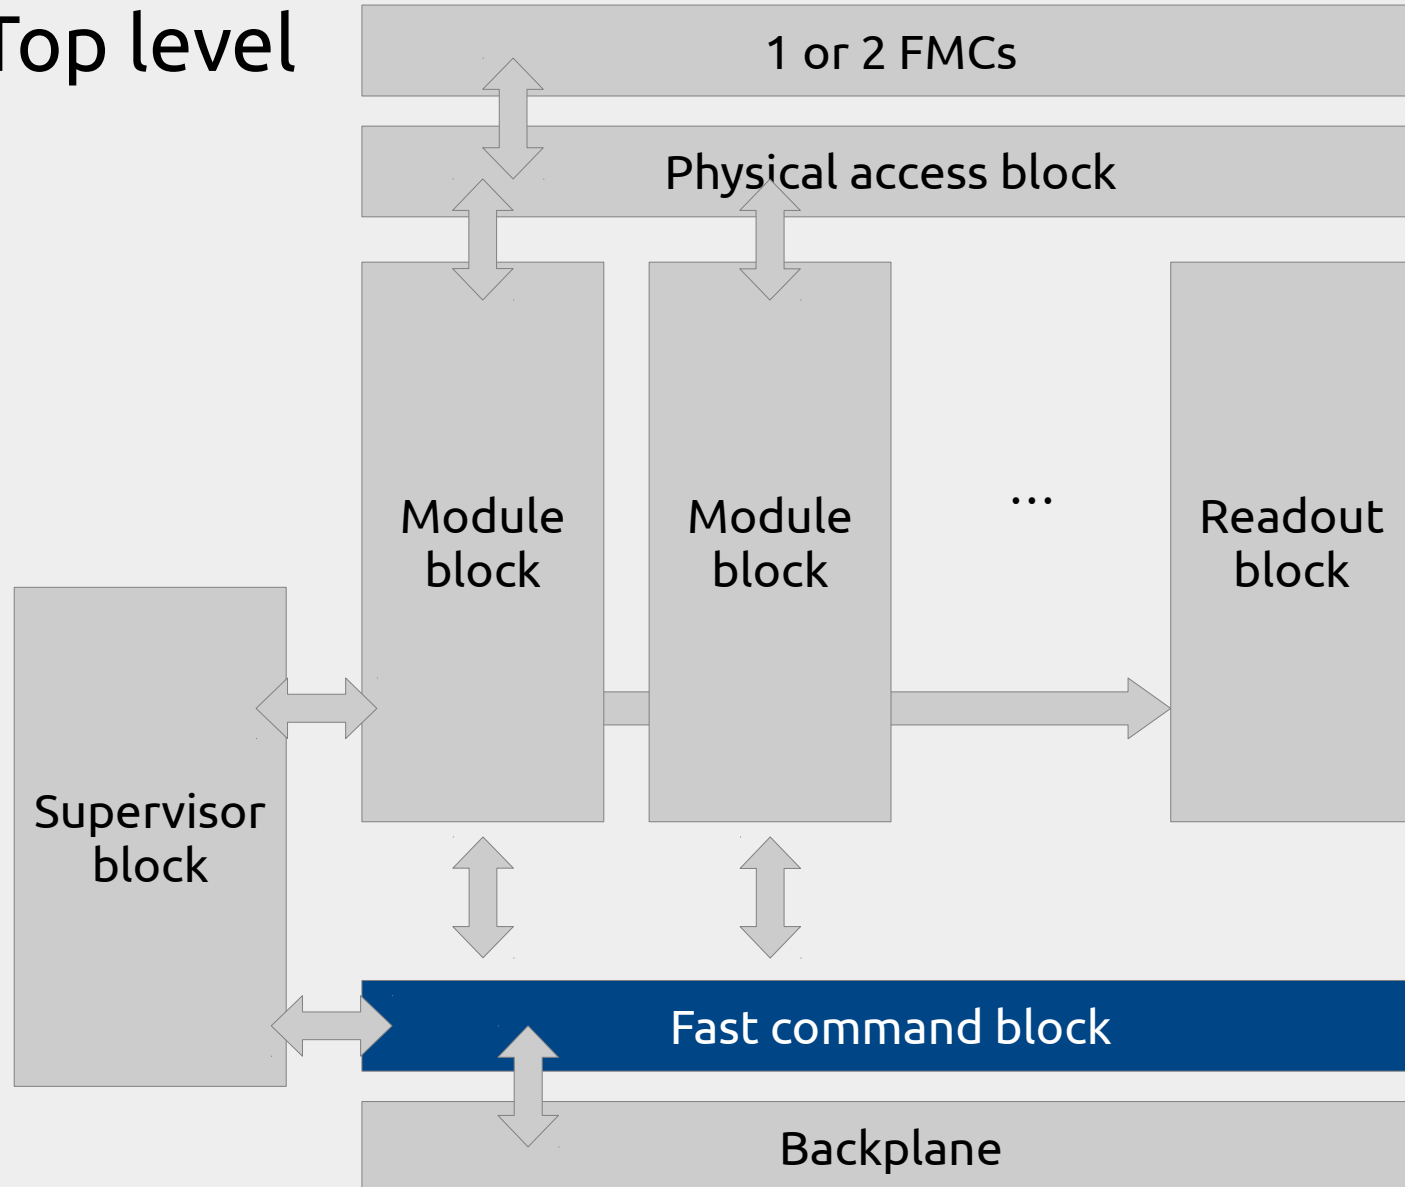 Top level
1 or 2 FMCs
Physical access block
Module
block
Module
block
...
Readout
block
Supervisor
block
Fast command block
Backplane